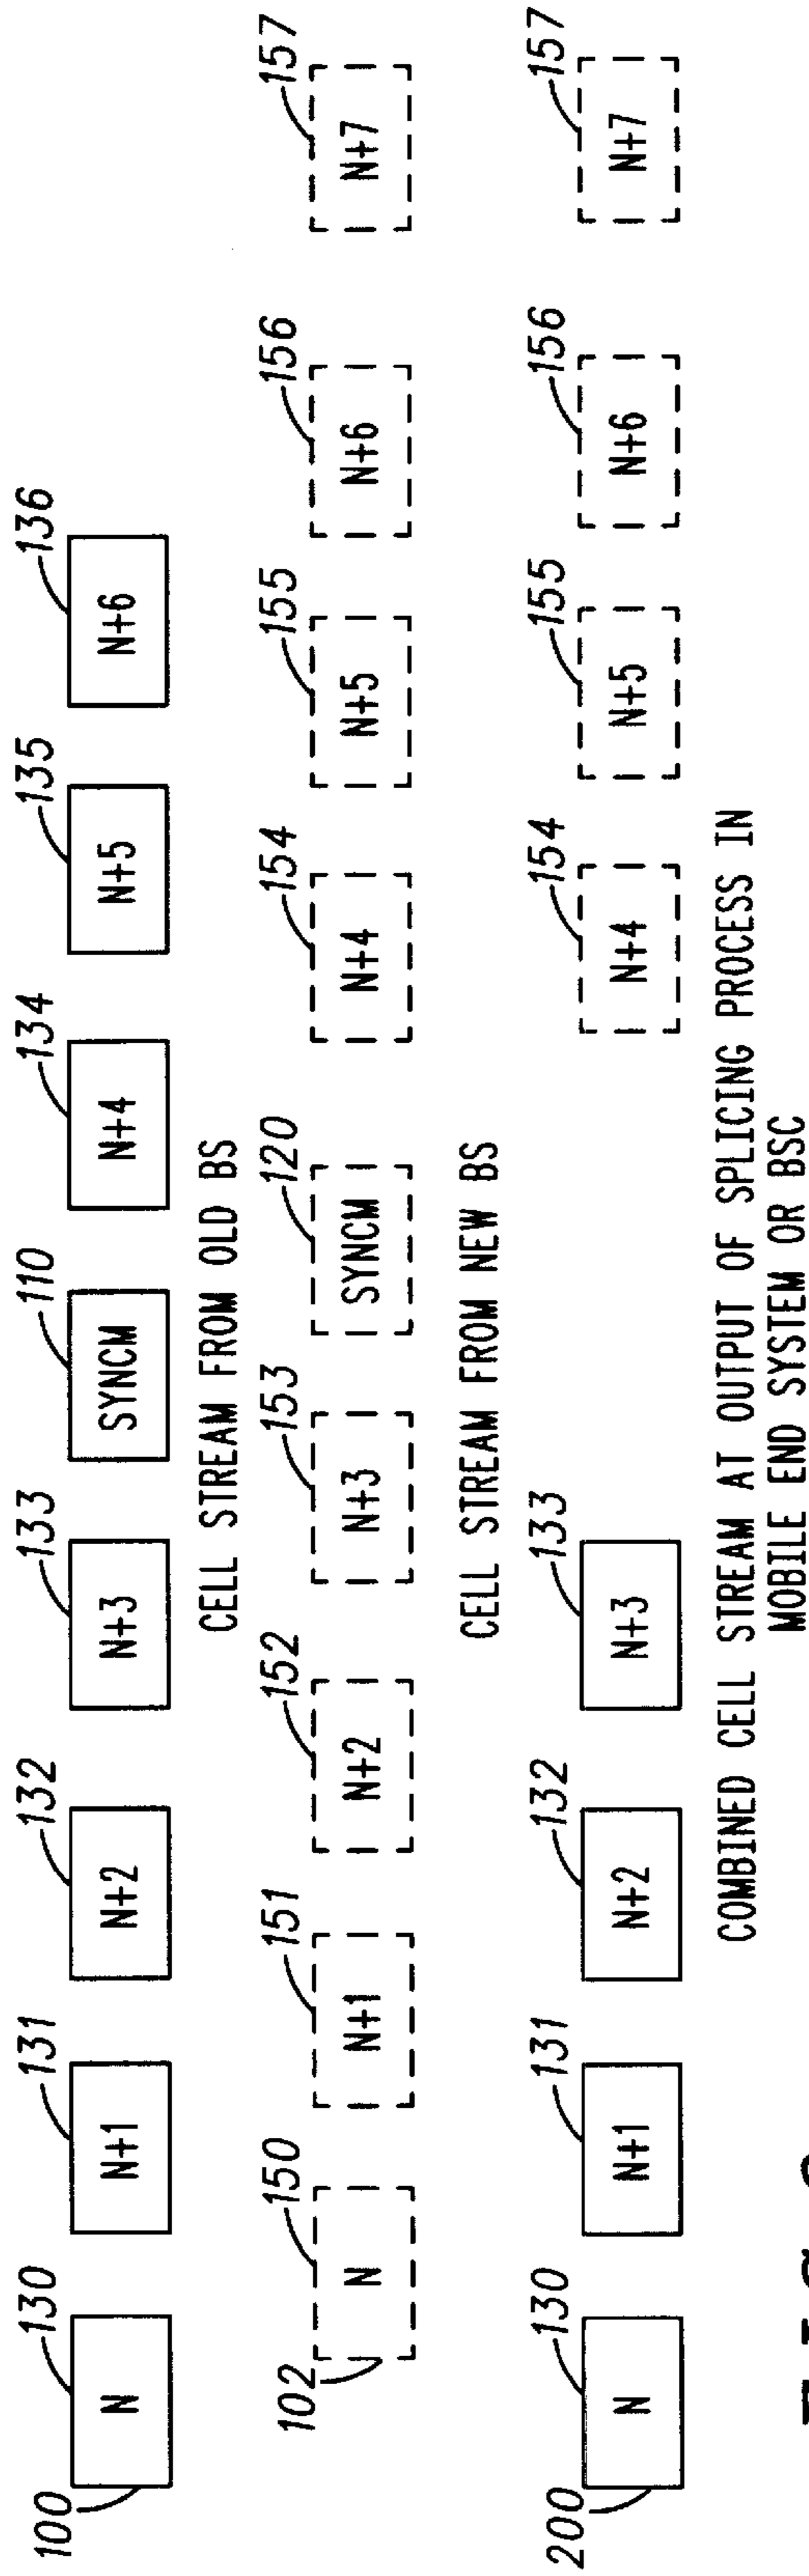 100
130
131
132
133
110
134
135
136
N
N+1
N+2
N+3
SYNCM
N+4
N+5
N+6
CELL STREAM FROM OLD BS
102
150
151
152
153
120
154
155
156
157
N
N+1
N+2
N+3
SYNCM
N+4
N+5
N+6
N+7
CELL STREAM FROM NEW BS
200
130
131
132
133
154
155
156
157
N
N+1
N+2
N+3
N+4
N+5
N+6
N+7
COMBINED CELL STREAM AT OUTPUT OF SPLICING PROCESS IN
MOBILE END SYSTEM OR BSC